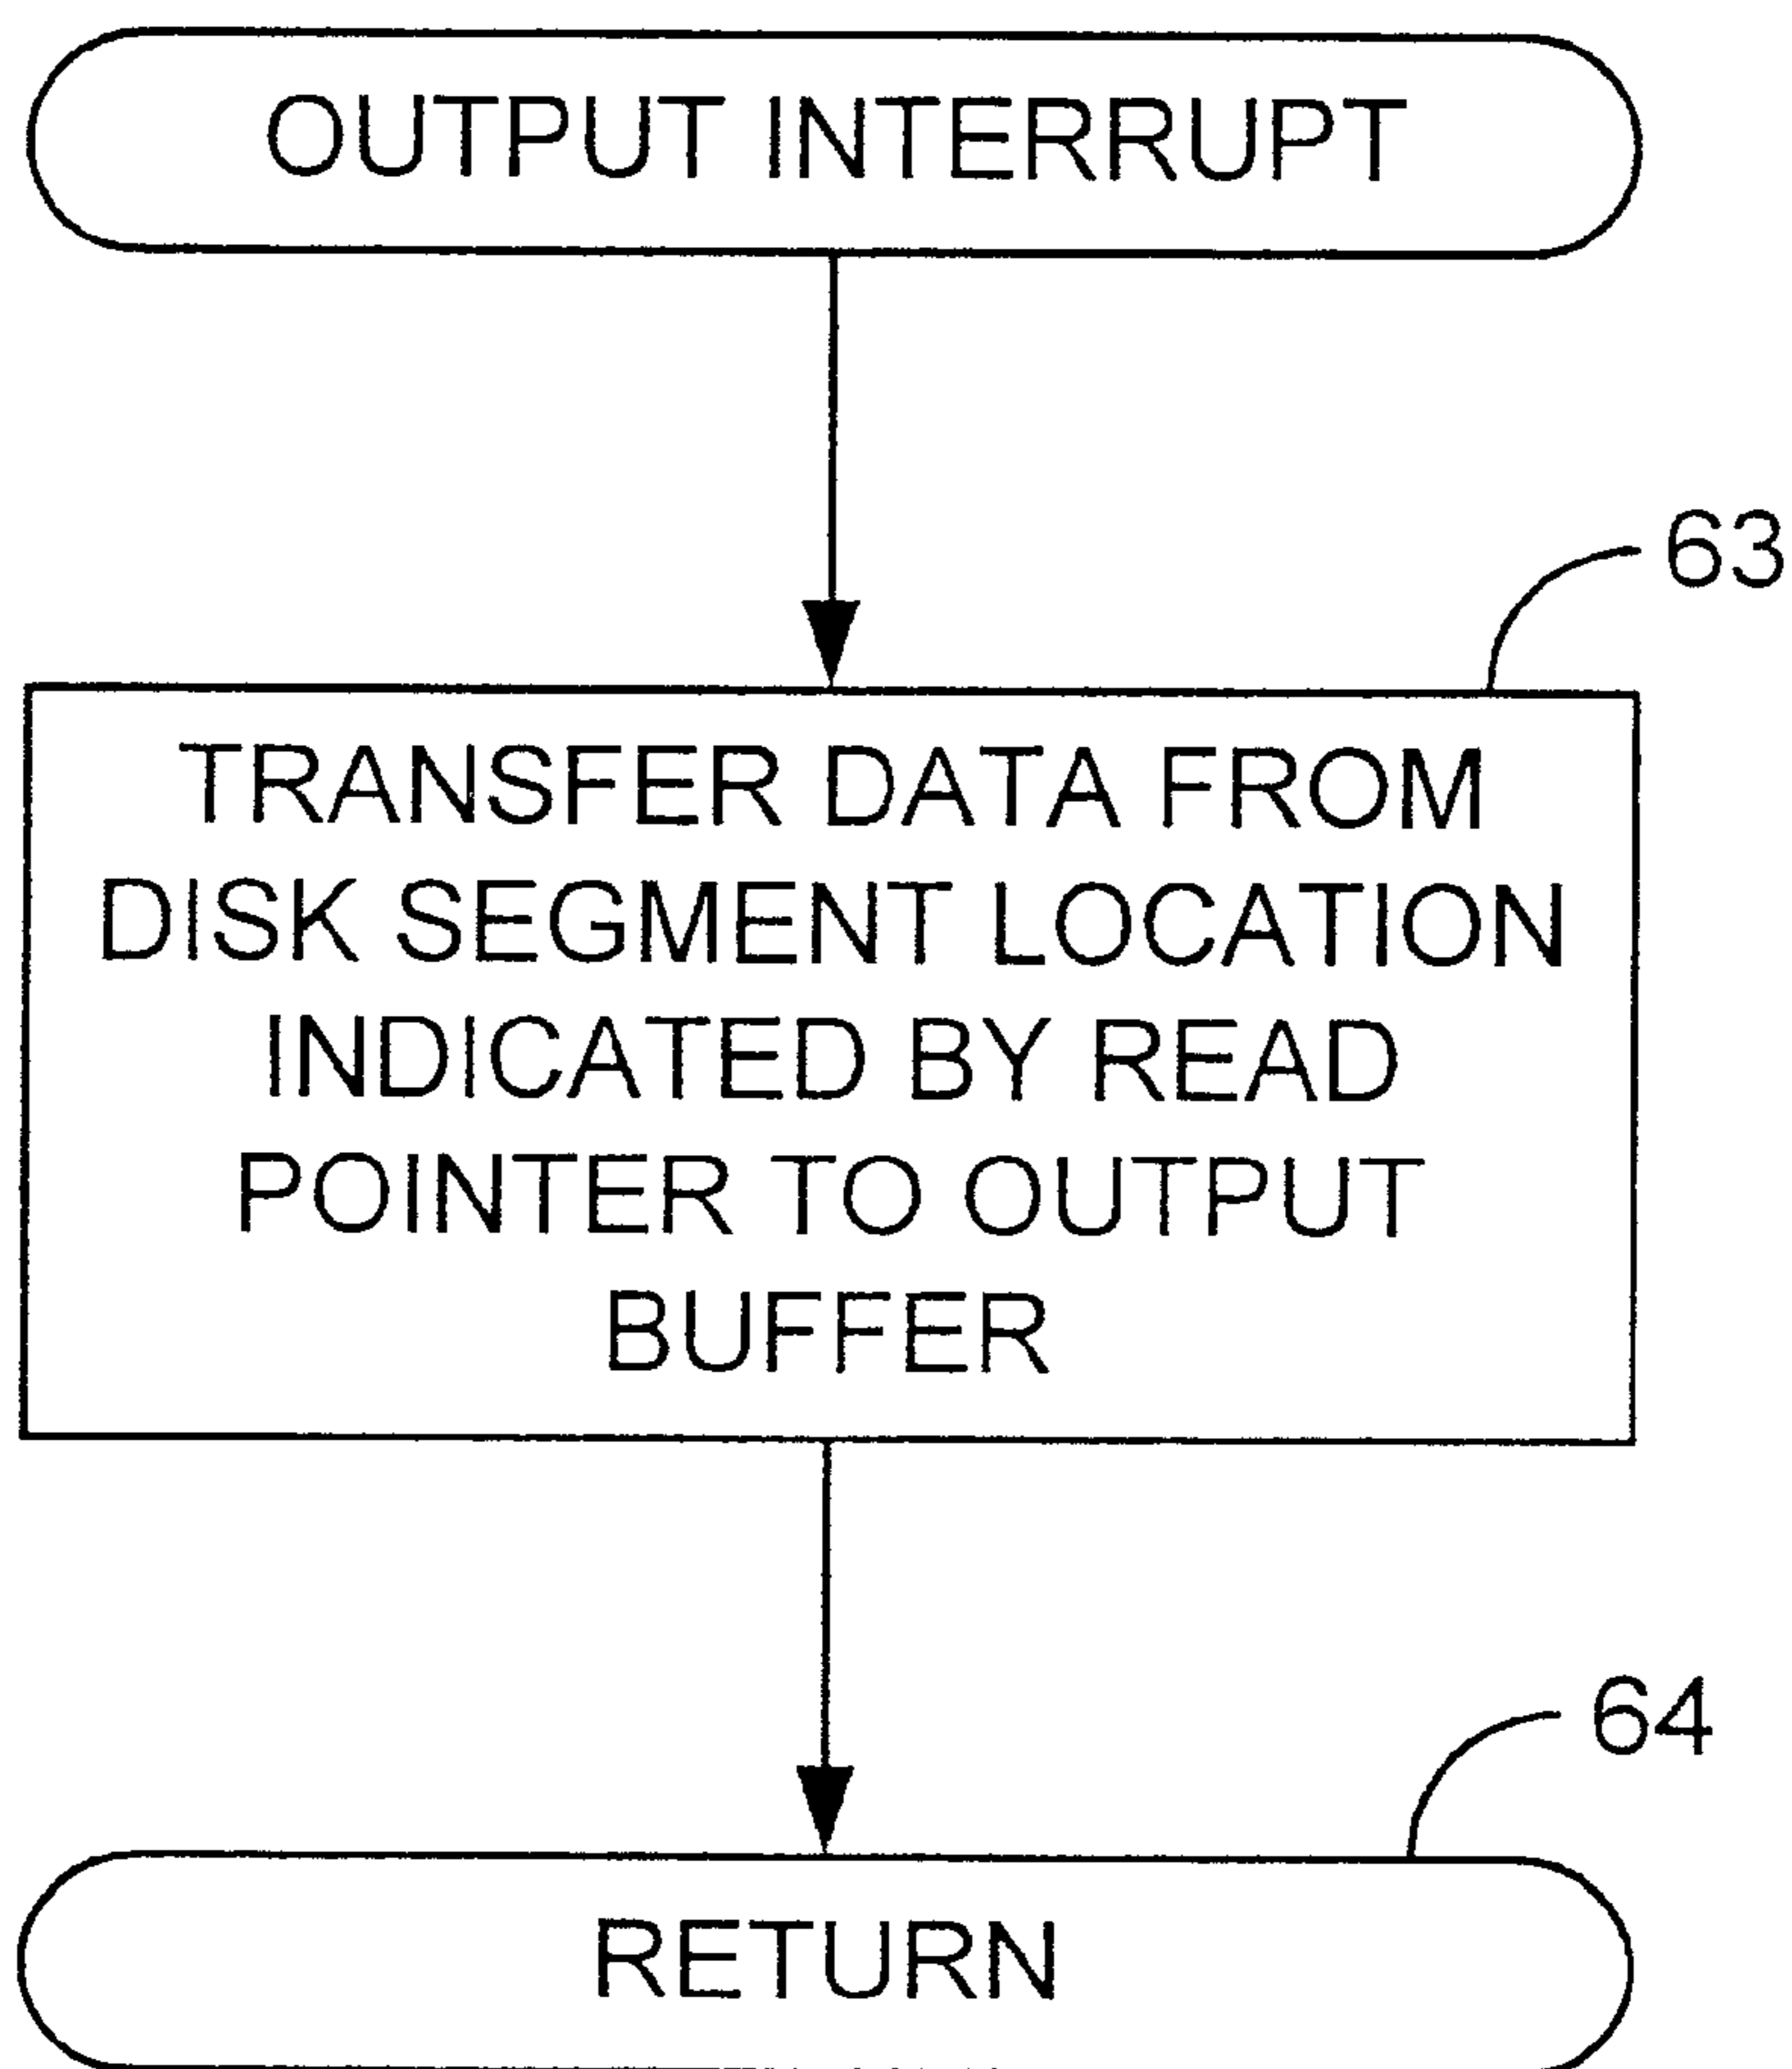 OUTPUT INTERRUPT
63
TRANSFER DATA FROM
DISK SEGMENT LOCATION
INDICATED BY READ
POINTER TO OUTPUT
BUFFER
64
RETURN